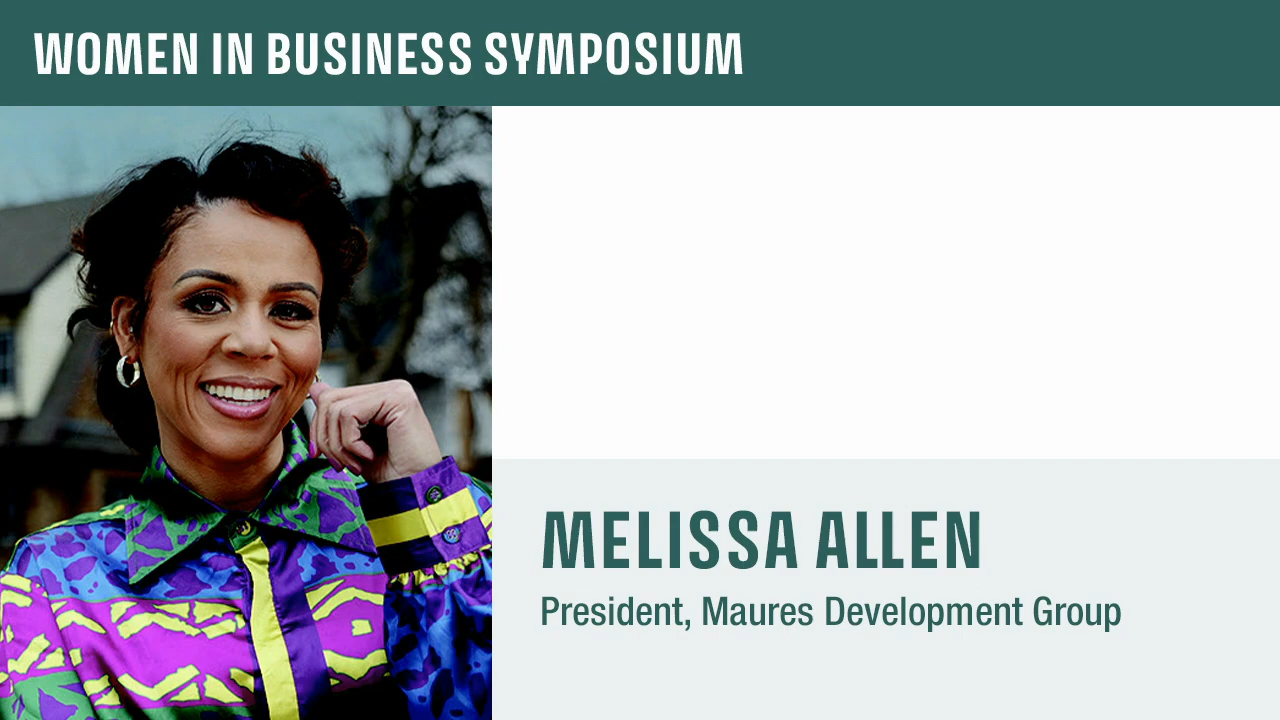 WOMEN IN BUSINESS SYMPOSIUM
MELISSA ALLEN
President, Maures Development Group